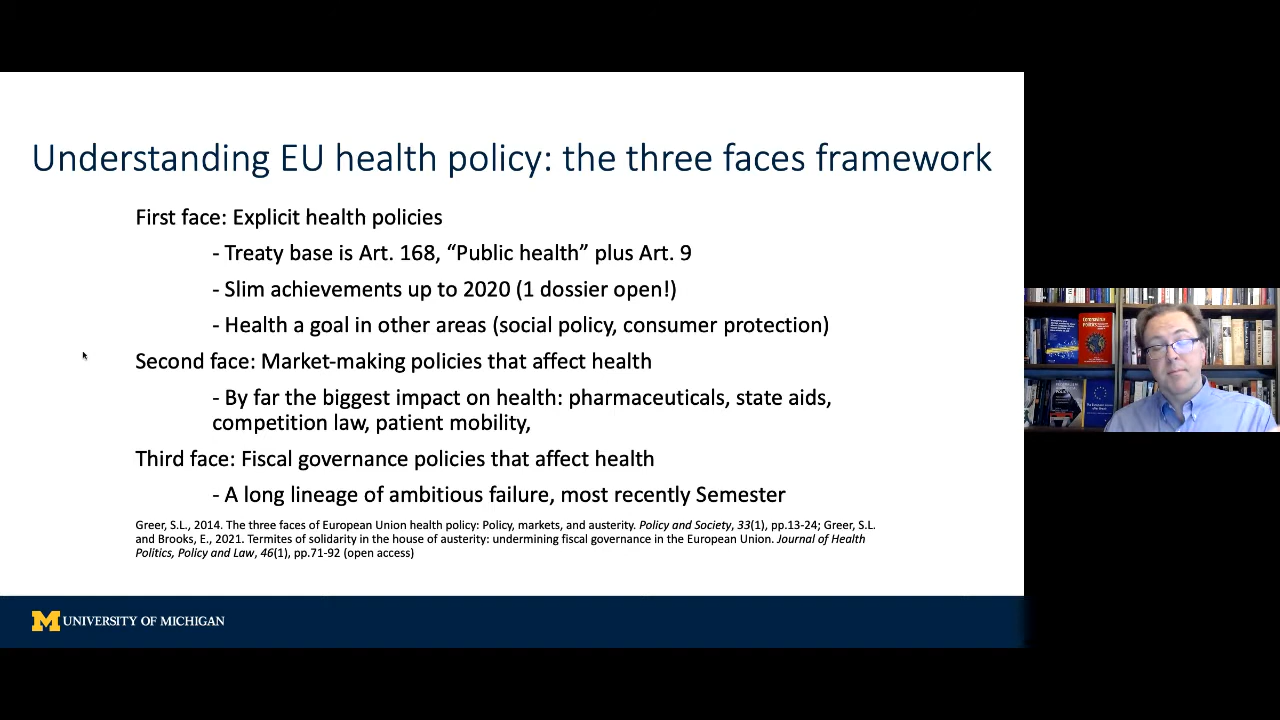 Understanding EU health policy: the three faces framework
First face: Explicit health policies
- Treaty base is Art. 168, “Public health” plus Art. 9
- Slim achievements up to 2020 (1 dossier open!)
- Health a goal in other areas (social policy, consumer protection)
Second face: Market-making policies that affect health
- By far the biggest impact on health: pharmaceuticals, state aids,
competition law, patient mobility,
Third face: Fiscal governance policies that affect health
- A long lineage of ambitious failure, most recently Semester
Greer, S.L., 2014. The three faces of European Union health policy: Policy, markets, and austerity. Policy and Society, 33(1), pp.13-24; Greer, S.L.
and Brooks, E., 2021. Termites of solidarity in the house of austerity: undermining fiscal governance in the European Union. Journal of Health
Politics, Policy and Law, 46(1), pp.71-92 (open access)
M UNIVERSITY OF MICHIGAN